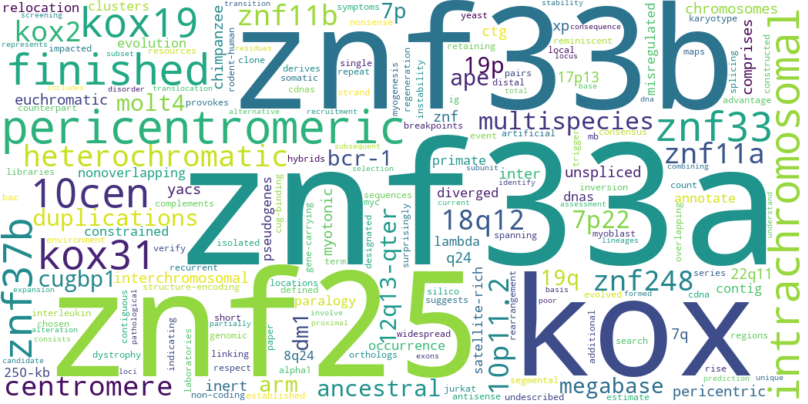 relocation
clusters
transition
symptoms
7p
yeast
stability
chromosomes
screening
kox19
znf11b
nonsense
xp
consequence
karyotype
kox2
evolution
chimpanzee
residues
ctg
local
locus
maps
represents
impacted
resources
clone
somatic
single
retaining
reminiscent
misregulated
splicing
comprises
finished
subset
rodent-human
derives
repeat
myogenesis
regeneration
instability
19p
pairs
distal
17p13
base
constructed
includes
disorder
translocation
cdnas
ape
total
dna
advantage
euchromatic
molt4
provokes
strand
ig
znf33b
counterpart
alternative
recruitment
znf
breakpoints
event
artificial
mb
consensus
znf33
pericentromeric
subsequent
multispecies
trigger
combining
znf11a
heterochromatic
hybrids
bcr-1
selection
primate
subunit
identify
inter
unspliced
inversion
count
libraries
nonoverlapping
yacs
pseudogenes
cug-binding
myc
sequences
diverged
dnas
assessment
annotate
bac
10cen
complements
isolated
gene-carrying
designated
current
lineages
overlapping
understand
intrachromosomal
duplications
znf33a
myotonic
18q12
spanning
7p22
environment
constrained
term
surprisingly
lambda
myoblast
kox31
verify
recurrent
q24
znf37b
cugbp1
interchromosomal
12q13-qter
satellite-rich
19q
znf248
series
22q11
expansion
structure-encoding
locations
defined
paralogy
silico
suggests
10p11.2
basis
poor
evolved
formed
cdna
contig
interleukin
contiguous
pathological
short
partially
genomic
paper
involve
proximal
dm1
occurrence
widespread
rearrangement
additional
search
7q
regions
chosen
alteration
consists
znf25
linking
8q24
orthologs
exons
kox
rise
prediction
unique
candidate
dystrophy
loci
indicating
respect
250-kb
laboratories
inert
arm
alpha1
jurkat
undescribed
segmental
megabase
pericentric
centromere
non-coding
established
ancestral
antisense
estimate